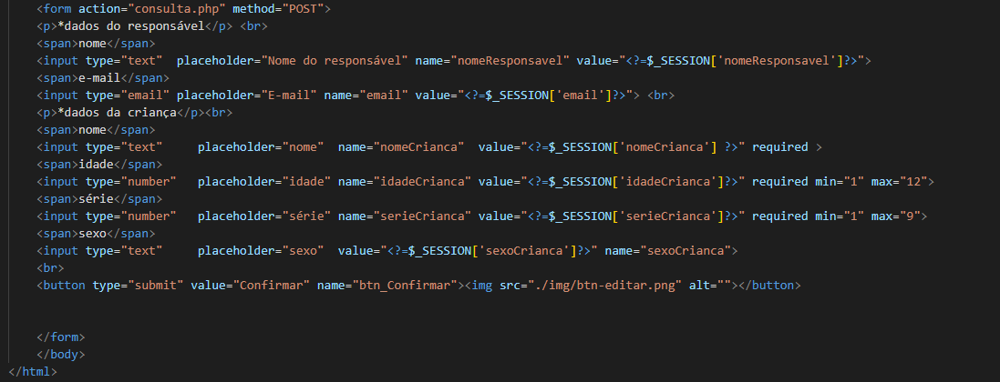 <form action="consulta.php" method="POST">
<p>*dados do responsável</p> <br>
<span>nome</span>
<input type="text"  placeholder="Nome do responsável" name="nomeResponsavel" value="<?=$_SESSION['nomeResponsavel']?>">
<span>e-mail</span>
<input type="email" placeholder="E-mail" name="email" value="<?=$_SESSION['email']?>"> <br>
<p>*dados da criança</p><br>
<span>nome</span>
<input type="text"     placeholder="nome"  name="nomeCrianca"  value="<?=$_SESSION['nomeCrianca'] ?>" required >
<span>idade</span>
<input type="number"   placeholder="idade" name="idadeCrianca" value="<?=$_SESSION['idadeCrianca']?>" required min="1" max="12">
<span>série</span>
<input type="number"   placeholder="série" name="serieCrianca" value="<?=$_SESSION['serieCrianca']?>" required min="1" max="9">
<span>sexo</span>
<input type="text"     placeholder="sexo"  value="<?=$_SESSION['sexoCrianca']?>" name="sexoCrianca">
<br>
<button type="submit" value="Confirmar" name="btn_Confirmar"><img src="./img/btn-editar.png" alt=""></button>
</form>
</body>
</html>